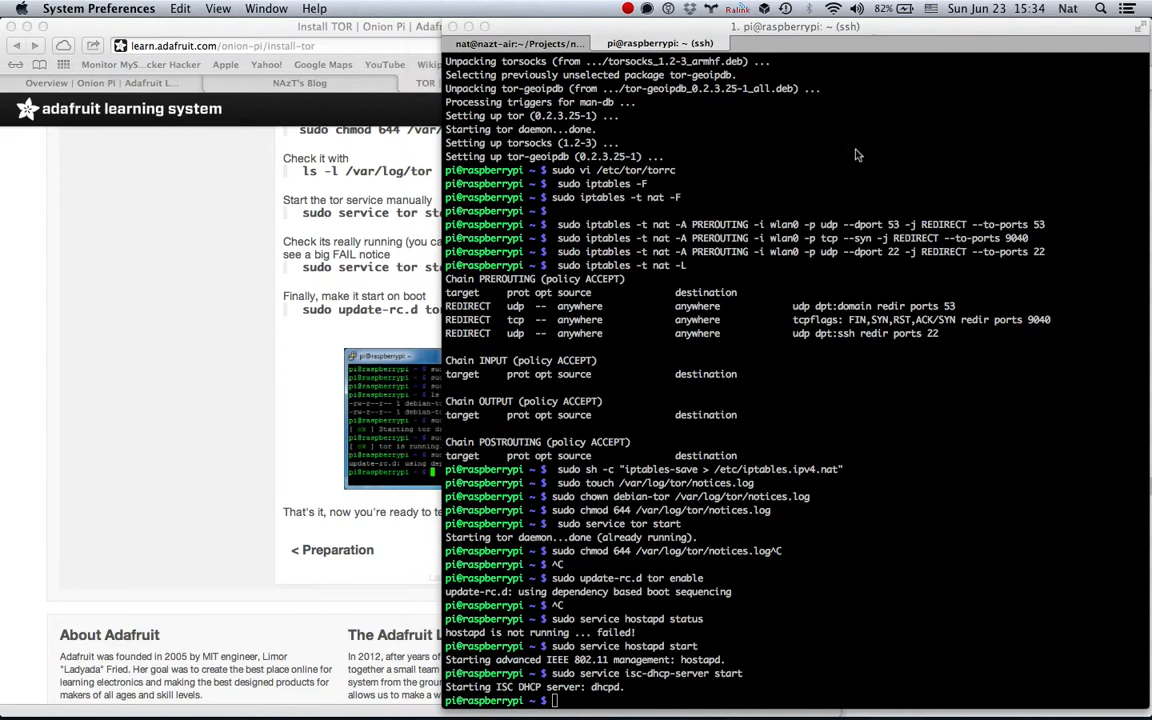 System Preferences Edit View Window Help
Ralink 82% Sun Jun 23 15:34 Nat
Install TOR | Onion Pi | Adafruit
learn.adafruit.com/onion-pi/install-tor
Monitor MyS... Apple Yahoo! Google Maps YouTube
Overview | Onion Pi | Adafruit L... NAzT's Blog TOR
adafruit learning system
sudo chmod 644 /var/
Check it with
ls -l /var/log/tor
Start the tor service manually
sudo service tor st
Check its really running (you ca
see a big FAIL notice
sudo service tor st
Finally, make it start on boot
sudo update-rc.d tor
pi@raspberrypi: ~
That's it, now you're ready to te
< Preparation
About Adafruit
Adafruit was founded in 2005 by MIT engineer, Limor
"Ladyada" Fried. Her goal was to create the best place online for
learning electronics and making the best designed products for
makers of all ages and skill levels.
The Adafruit L
In 2012, after years of
together a small team
system from the groun
allows us to make a w
1. pi@raspberrypi: ~ (ssh)
nat@nazt-air:~/Projects/n... pi@raspberrypi: ~ (ssh)
Unpacking torsocks (from .../torsocks_1.2-3_armhf.deb) ...
Selecting previously unselected package tor-geoipdb.
Unpacking tor-geoipdb (from .../tor-geoipdb_0.2.3.25-1_all.deb) ...
Processing triggers for man-db ...
Setting up tor (0.2.3.25-1) ...
Starting tor daemon...done.
Setting up torsocks (1.2-3) ...
Setting up tor-geoipdb (0.2.3.25-1) ...
pi@raspberrypi ~ $ sudo vi /etc/tor/torrc
pi@raspberrypi ~ $ sudo iptables -F
pi@raspberrypi ~ $ sudo iptables -t nat -F
pi@raspberrypi ~ $
pi@raspberrypi ~ $ sudo iptables -t nat -A PREROUTING -i wlan0 -p udp --dport 53 -j REDIRECT --to-ports 53
pi@raspberrypi ~ $ sudo iptables -t nat -A PREROUTING -i wlan0 -p tcp --syn -j REDIRECT --to-ports 9040
pi@raspberrypi ~ $ sudo iptables -t nat -A PREROUTING -i wlan0 -p udp --dport 22 -j REDIRECT --to-ports 22
pi@raspberrypi ~ $ sudo iptables -t nat -L
Chain PREROUTING (policy ACCEPT)
target prot opt source destination
REDIRECT udp -- anywhere anywhere udp dpt:domain redir ports 53
REDIRECT tcp -- anywhere anywhere tcpflags: FIN,SYN,RST,ACK/SYN redir ports 9040
REDIRECT udp -- anywhere anywhere udp dpt:ssh redir ports 22
Chain INPUT (policy ACCEPT)
target prot opt source destination
Chain OUTPUT (policy ACCEPT)
target prot opt source destination
Chain POSTROUTING (policy ACCEPT)
target prot opt source destination
pi@raspberrypi ~ $ sudo sh -c "iptables-save > /etc/iptables.ipv4.nat"
pi@raspberrypi ~ $ sudo touch /var/log/tor/notices.log
pi@raspberrypi ~ $ sudo chown debian-tor /var/log/tor/notices.log
pi@raspberrypi ~ $ sudo chmod 644 /var/log/tor/notices.log
pi@raspberrypi ~ $ sudo service tor start
Starting tor daemon...done (already running).
pi@raspberrypi ~ $ sudo chmod 644 /var/log/tor/notices.log^C
pi@raspberrypi ~ $ ^C
pi@raspberrypi ~ $ sudo update-rc.d tor enable
update-rc.d: using dependency based boot sequencing
pi@raspberrypi ~ $ ^C
pi@raspberrypi ~ $ sudo service hostapd status
hostapd is not running ... failed!
pi@raspberrypi ~ $ sudo service hostapd start
Starting advanced IEEE 802.11 management: hostapd.
pi@raspberrypi ~ $ sudo service isc-dhcp-server start
Starting ISC DHCP server: dhcpd.
pi@raspberrypi ~ $